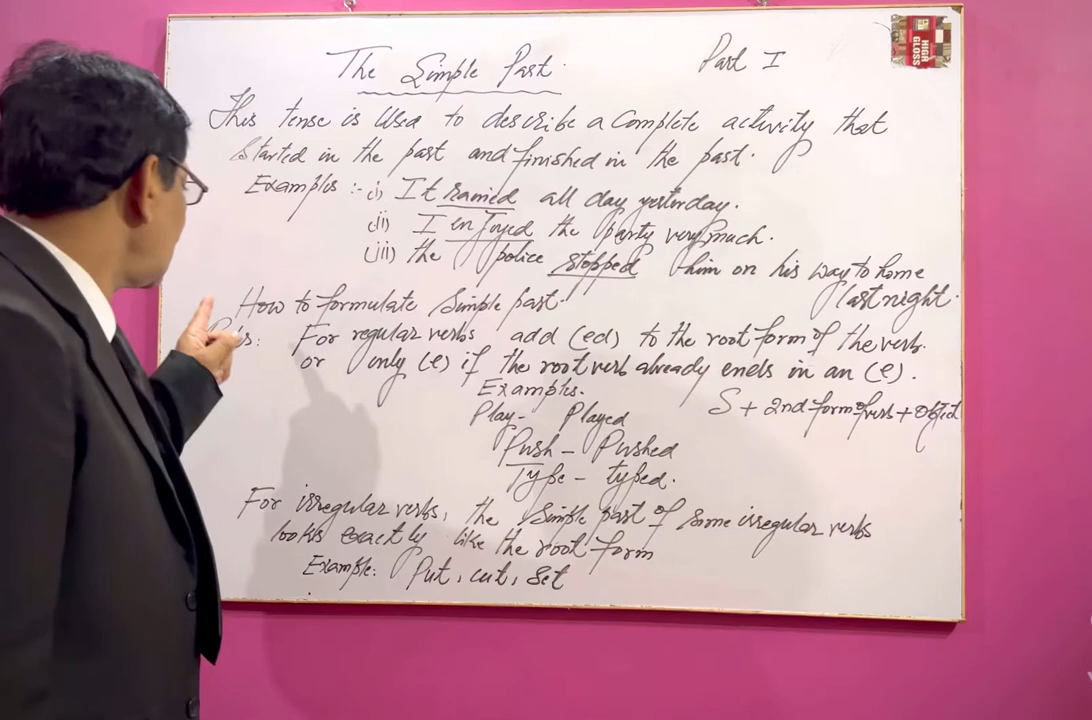 The Simple Past Part I
This tense is Used to describe a Complete activity that
Started in the past and finished in the past.
Examples :- (i) It rained all day yesterday.
(ii) I enjoyed the party very much.
(iii) the police stopped him on his way to home
last night.
How to formulate Simple past.
For regular verbs add (ed) to the root form of the verb.
or only (e) if the root verb already ends in an (e).
Examples.
Play - Played S + 2nd form of verb + Object
Push - Pushed
Type - typed.
For irregular verbs, the Simple past of Some irregular verbs
looks exactly like the root form
Example: Put, cut, Set
HIGH GLOSS